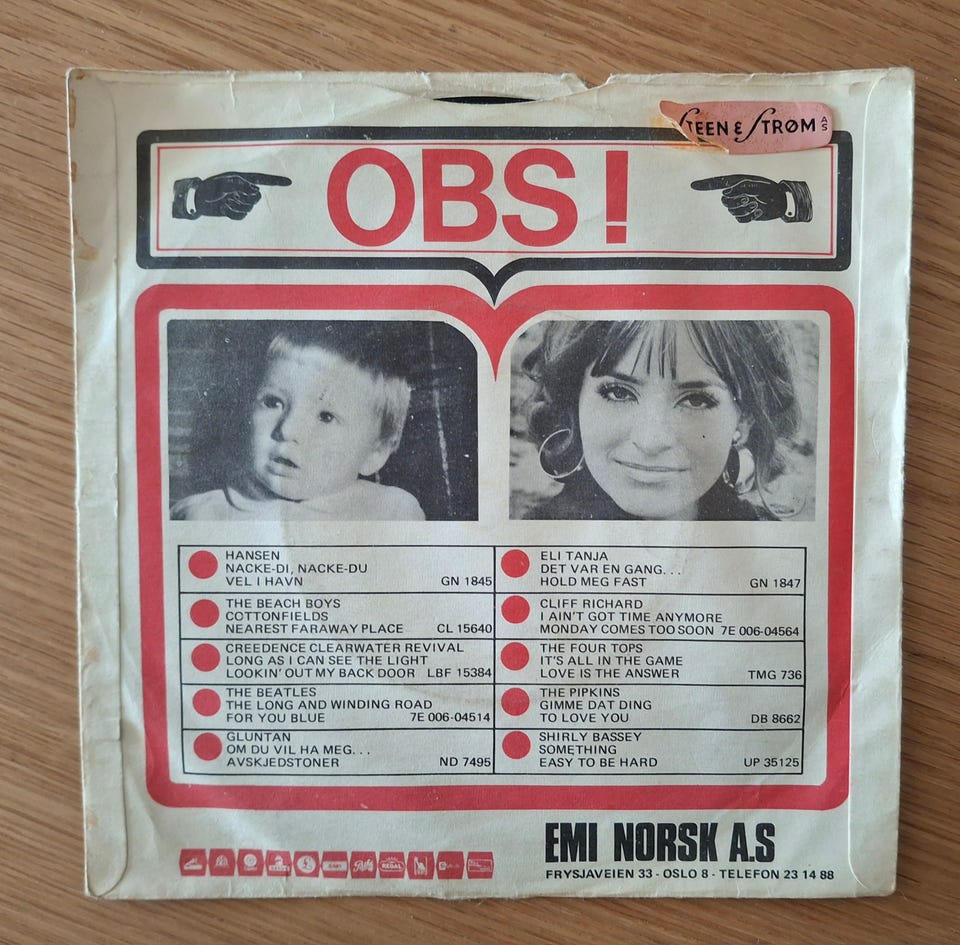 STEEN & STRØM A/S
OBS!
HANSEN
NACKE-DI, NACKE-DU
VEL I HAVN GN 1845
THE BEACH BOYS
COTTONFIELDS
NEAREST FARAWAY PLACE CL 15640
CREEDENCE CLEARWATER REVIVAL
LONG AS I CAN SEE THE LIGHT
LOOKIN' OUT MY BACK DOOR LBF 15384
THE BEATLES
THE LONG AND WINDING ROAD
FOR YOU BLUE 7E 006-04514
GLUNTAN
OM DU VIL HA MEG...
AVSKJEDSTONER ND 7495
ELI TANJA
DET VAR EN GANG...
HOLD MEG FAST GN 1847
CLIFF RICHARD
I AIN'T GOT TIME ANYMORE
MONDAY COMES TOO SOON 7E 006-04564
THE FOUR TOPS
IT'S ALL IN THE GAME
LOVE IS THE ANSWER TMG 736
THE PIPKINS
GIMME DAT DING
TO LOVE YOU DB 8662
SHIRLY BASSEY
SOMETHING
EASY TO BE HARD UP 35125
REGAL
EMI NORSK A.S
FRYSJAVEIEN 33 - OSLO 8 - TELEFON 23 14 88